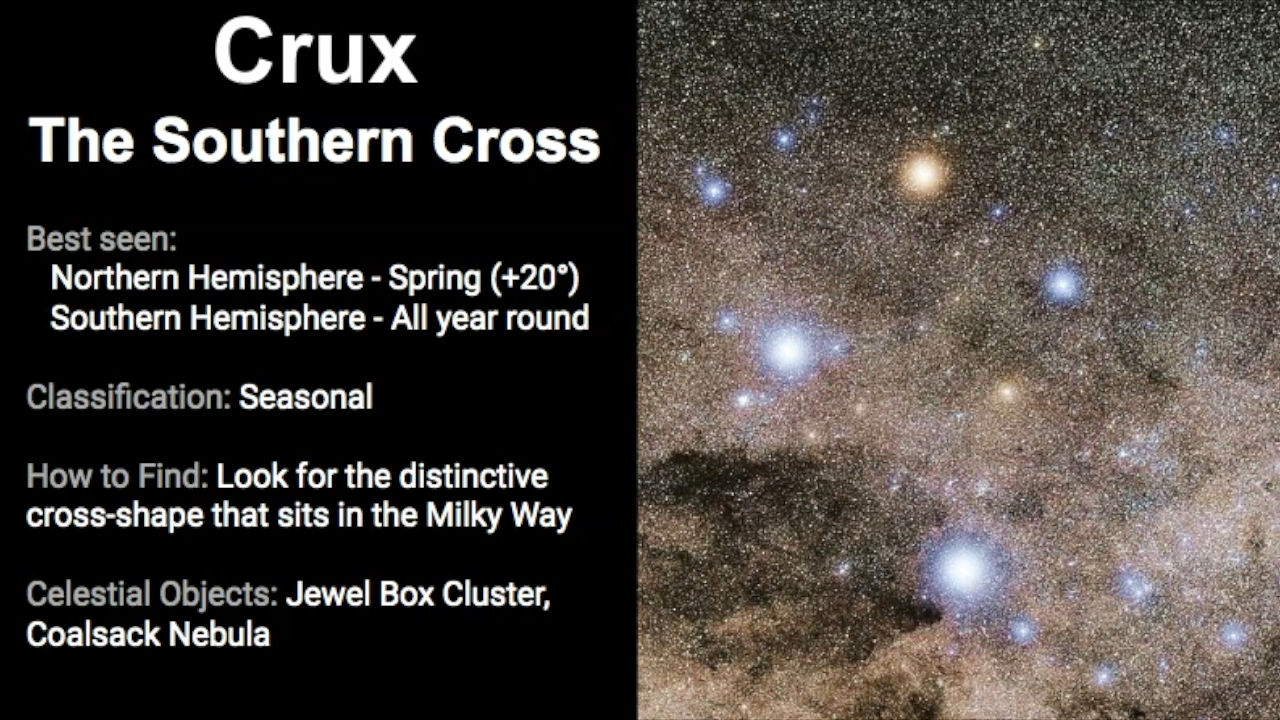 Crux
The Southern Cross
Best seen:
Northern Hemisphere - Spring (+20°)
Southern Hemisphere - All year round
Classification: Seasonal
How to Find: Look for the distinctive
cross-shape that sits in the Milky Way
Celestial Objects: Jewel Box Cluster,
Coalsack Nebula